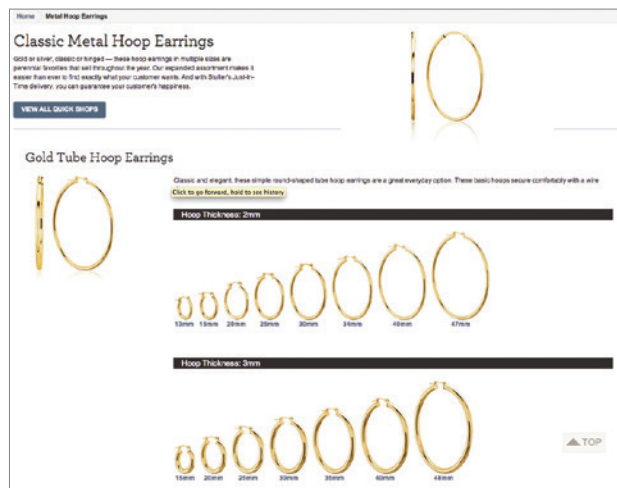 Home Metal Hoop Earrings
Classic Metal Hoop Earrings
Gold or silver, classic or hinged — these hoop earrings in multiple sizes are
perennial favorites that sell throughout the year. Our expanded assortment makes it
easier than ever to find exactly what your customer wants. And with Stuller's Just-In-
Time delivery, you can guarantee your customer's happiness.
VIEW ALL QUICK SHOPS
Gold Tube Hoop Earrings
Classic and elegant, these simple round-shaped tube hoop earrings are a great everyday option. These basic hoops secure comfortably with a wire
Click to go forward, hold to see history
Hoop Thickness: 2mm
13mm 15mm 20mm 25mm 30mm 34mm 40mm 47mm
Hoop Thickness: 3mm
15mm 20mm 25mm 30mm 35mm 60mm 48mm
TOP